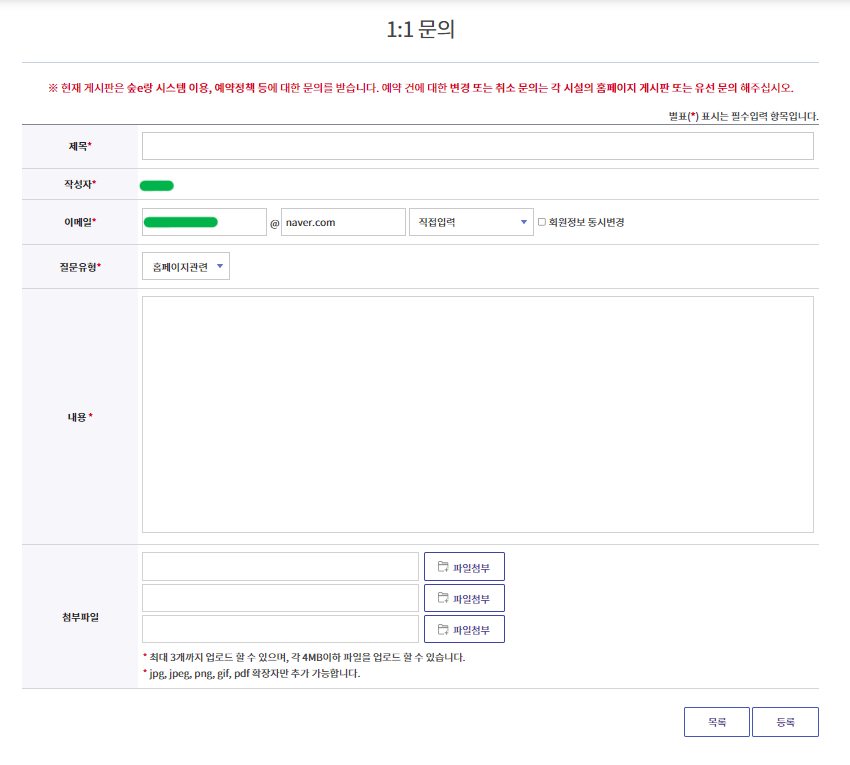 1:1 문의
※ 현재 게시판은 숲e랑 시스템 이용, 예약정책 등에 대한 문의를 받습니다. 예약 건에 대한 변경 또는 취소 문의는 각 시설의 홈페이지 게시판 또는 유선 문의 해주십시오.
별표(*) 표시는 필수입력 항목입니다.
제목*
작성자*
이메일* @ naver.com 직접입력 회원정보 동시변경
질문유형* 홈페이지관련
내용 *
첨부파일
파일첨부
파일첨부
파일첨부
* 최대 3개까지 업로드 할 수 있으며, 각 4MB이하 파일을 업로드 할 수 있습니다.
* jpg, jpeg, png, gif, pdf 확장자만 추가 가능합니다.
목록 등록